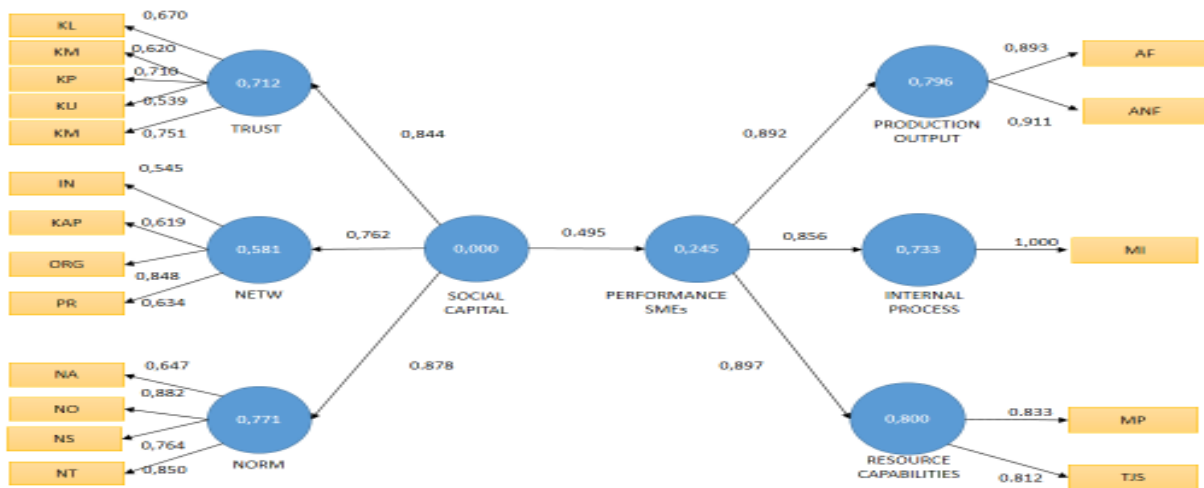 KL
0,670
KM
0,620
KP
0,710
KU
0,539
KM
0,751
0,712
TRUST
0,844
IN
0,545
KAP
0,619
ORG
0,848
PR
0,634
0,581
NETW
0,762
NA
0,647
NO
0,882
NS
0,764
NT
0,850
0,771
NORM
0,878
0,000
SOCIAL
CAPITAL
0.495
0,245
PERFORMANCE
SMEs
0,892
0,796
PRODUCTION
OUTPUT
0,893
AF
0,911
ANF
0,856
0,733
INTERNAL
PROCESS
1,000
MI
0,897
0,800
RESOURCE
CAPABILITIES
0.833
MP
0.812
TJS